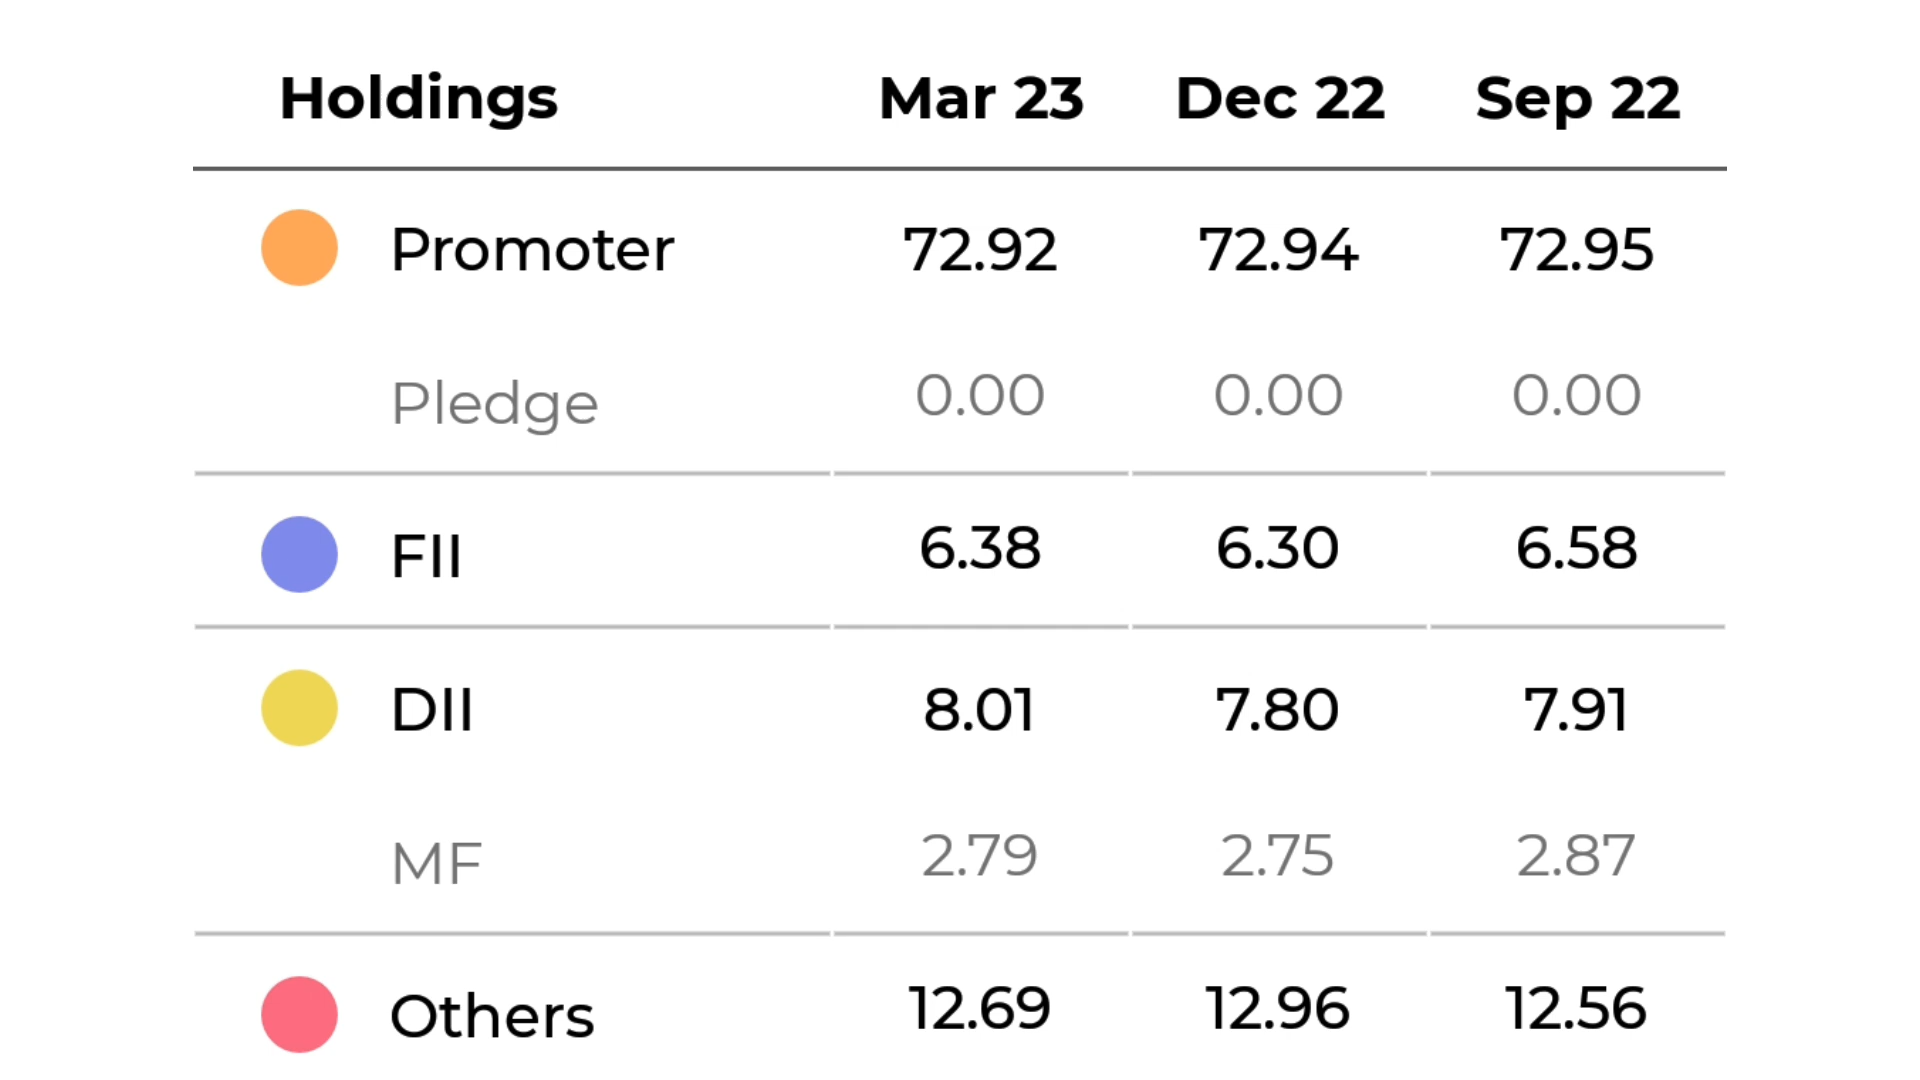 Holdings Mar 23 Dec 22 Sep 22
Promoter 72.92 72.94 72.95
Pledge 0.00 0.00 0.00
FII 6.38 6.30 6.58
DII 8.01 7.80 7.91
MF 2.79 2.75 2.87
Others 12.69 12.96 12.56